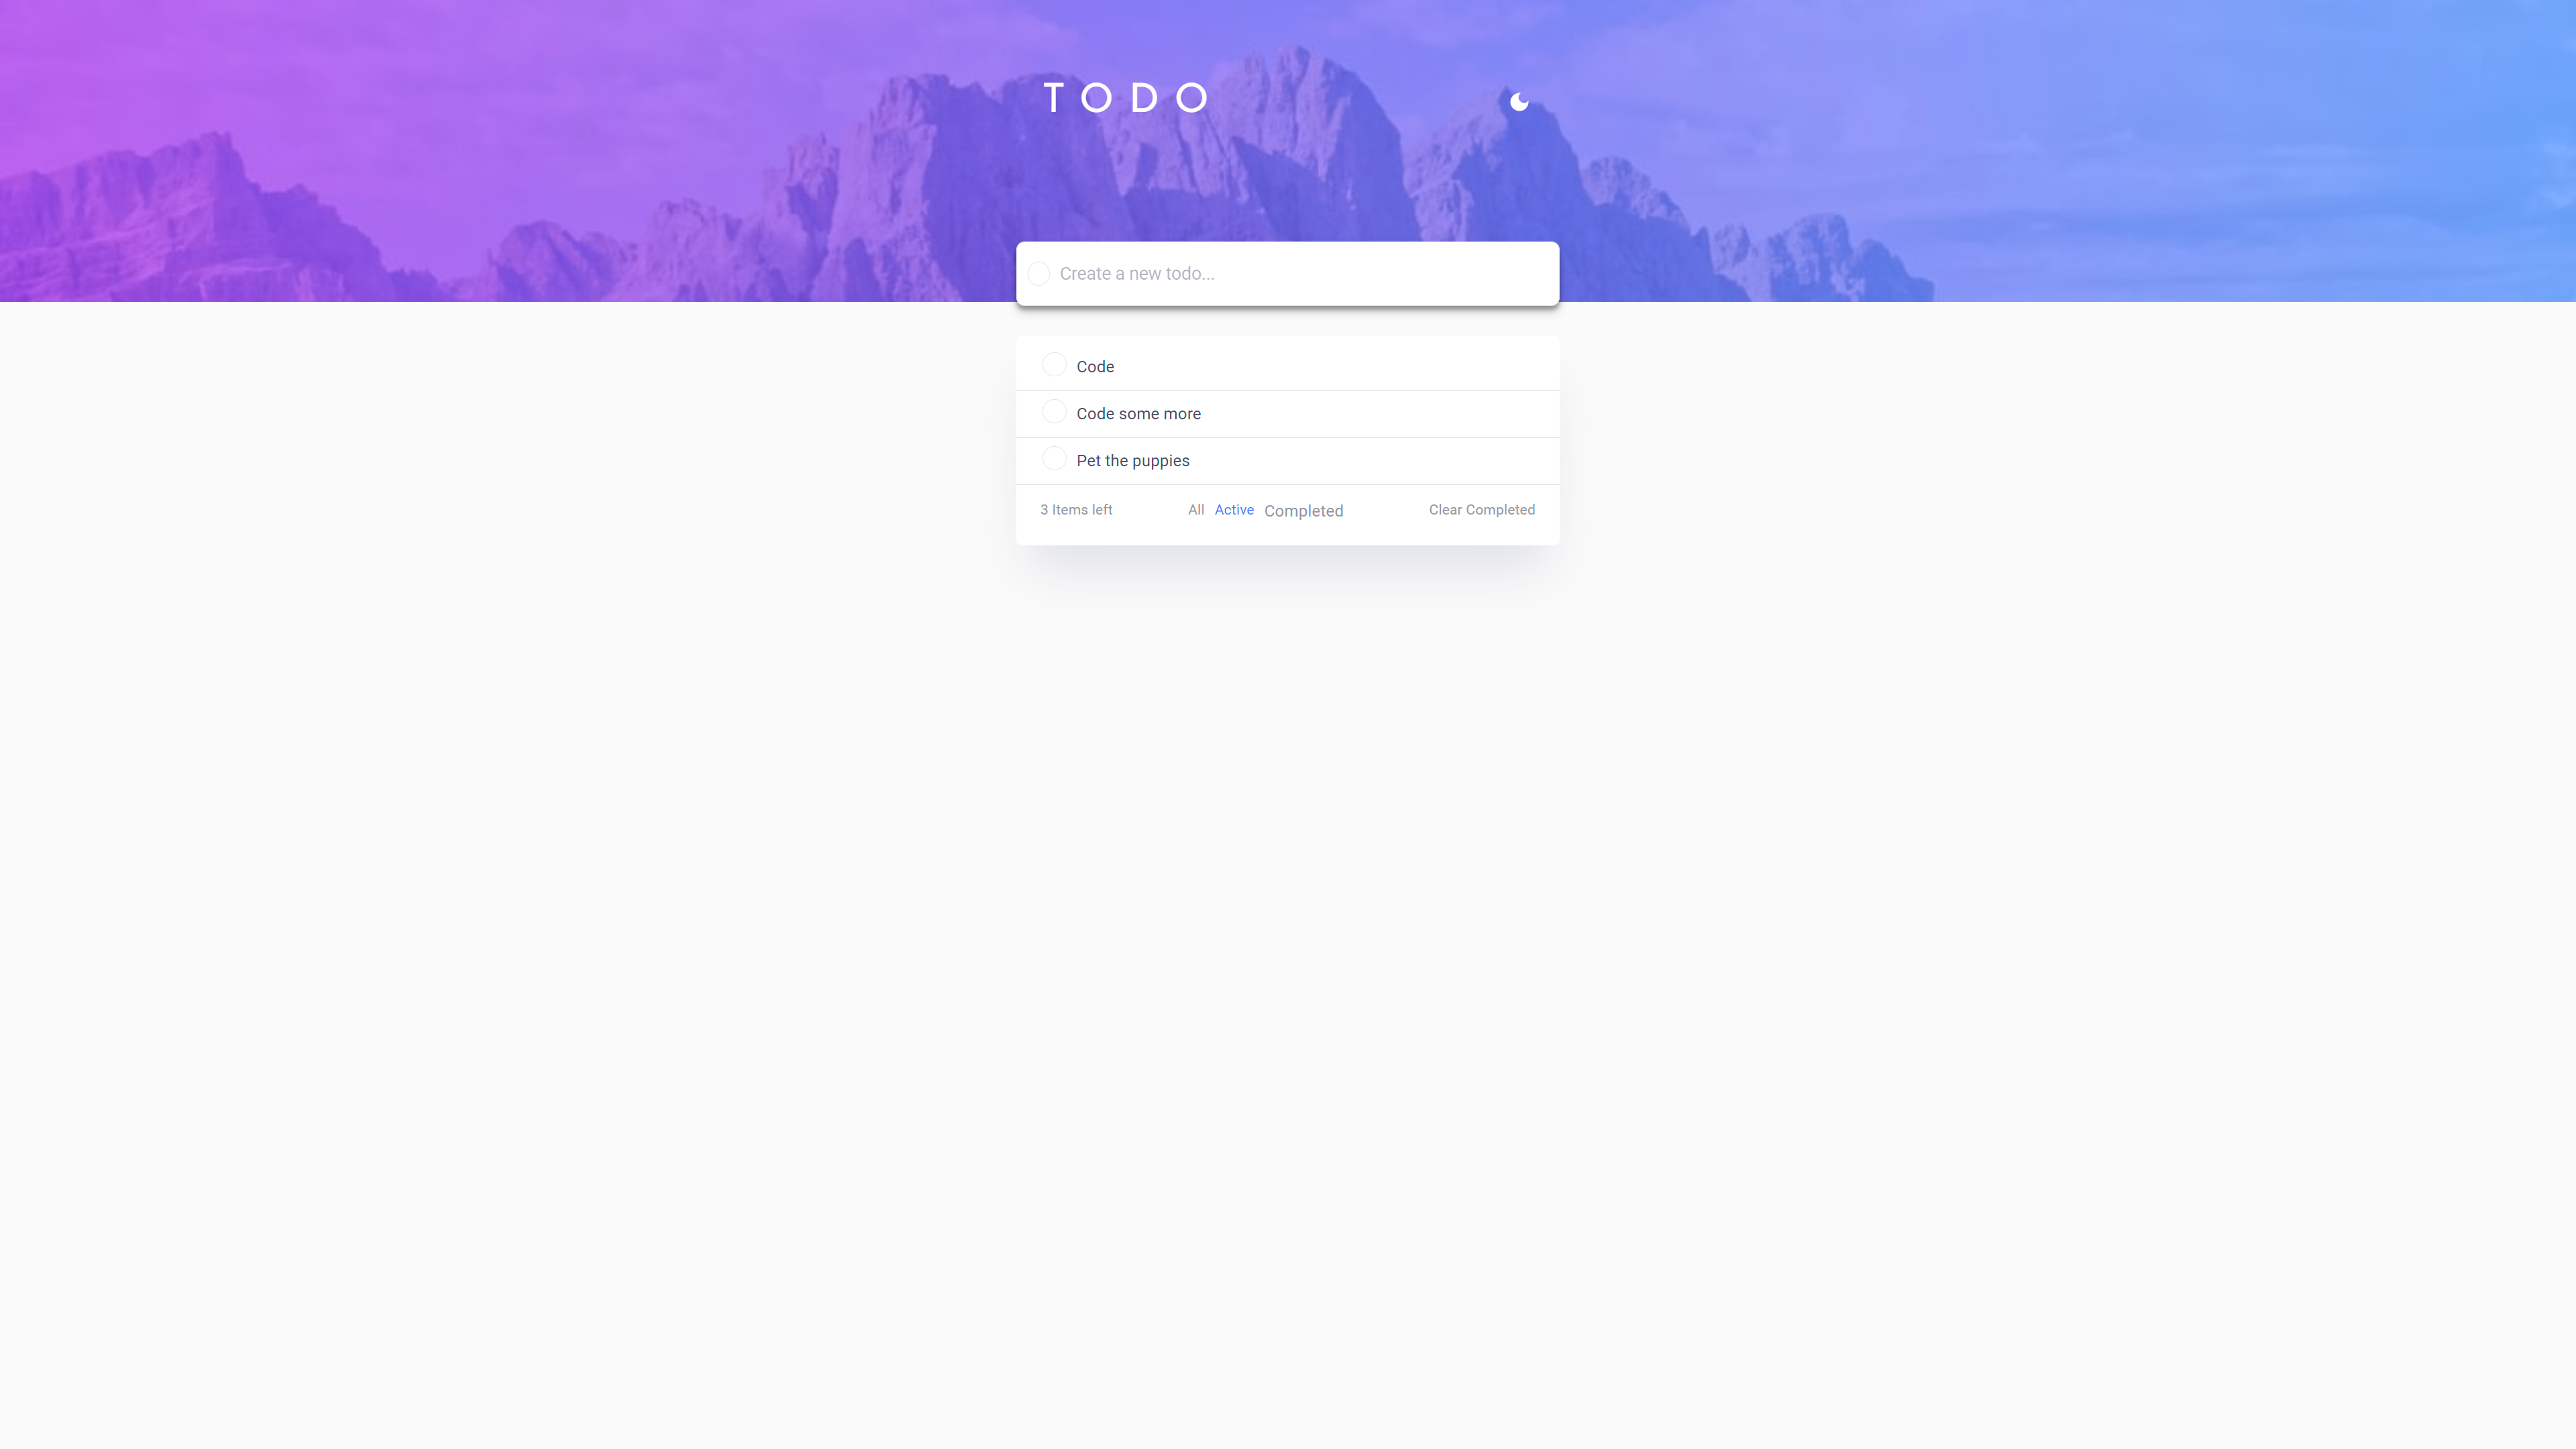 TODO
Create a new todo...
Code
Code some more
Pet the puppies
3 Items left All Active Completed Clear Completed